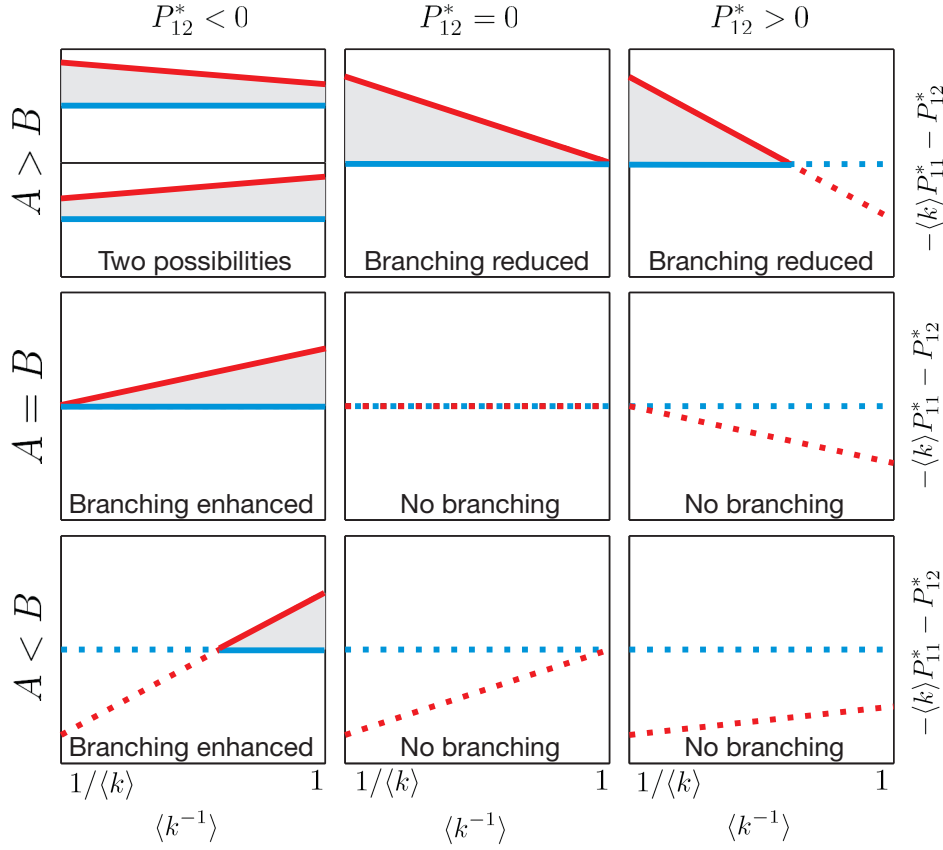 P*₁₂ < 0
P*₁₂ = 0
P*₁₂ > 0
A > B
Two possibilities
Branching reduced
Branching reduced
−⟨k⟩P*₁₁ − P*₁₂
A = B
Branching enhanced
No branching
No branching
−⟨k⟩P*₁₁ − P*₁₂
A < B
Branching enhanced
No branching
No branching
−⟨k⟩P*₁₁ − P*₁₂
1/⟨k⟩ 1
1/⟨k⟩ 1
1/⟨k⟩ 1
⟨k⁻¹⟩
⟨k⁻¹⟩
⟨k⁻¹⟩